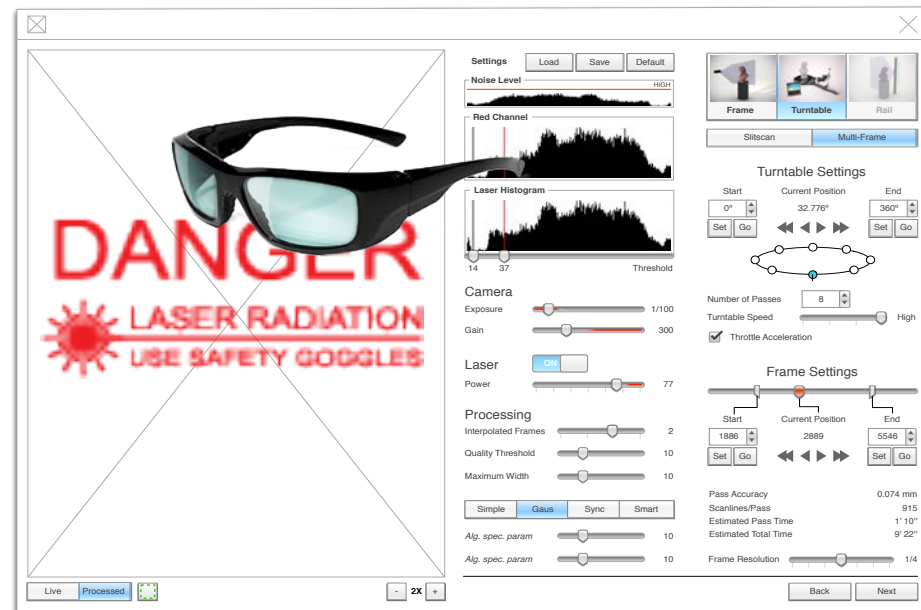 DANGER
LASER RADIATION
USE SAFETY GOGGLES
Live Processed
- 2X +
Settings Load Save Default
Noise Level
HIGH
Red Channel
Laser Histogram
14 37 Threshold
Camera
Exposure 1/100
Gain 300
Laser ON
Power 77
Processing
Interpolated Frames 2
Quality Threshold 10
Maximum Width 10
Simple Gaus Sync Smart
Alg. spec. param 10
Alg. spec. param 10
Frame Turntable Rail
Slitscan Multi-Frame
Turntable Settings
Start Current Position End
0º 32.776º 360º
Set Go Set Go
Number of Passes 8
Turntable Speed High
Throttle Acceleration
Frame Settings
Start Current Position End
1886 2889 5546
Set Go Set Go
Pass Accuracy 0.074 mm
Scanlines/Pass 915
Estimated Pass Time 1' 10"
Estimated Total Time 9' 22"
Frame Resolution 1/4
Back Next